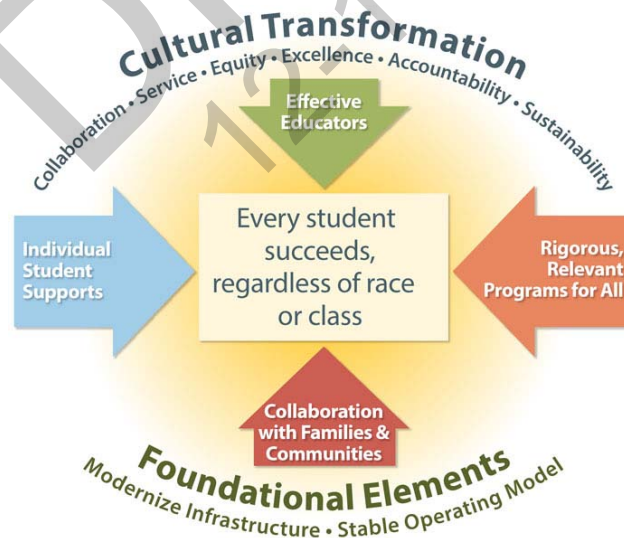 Cultural Transformation
Collaboration • Service • Equity • Excellence • Accountability • Sustainability
Effective
Educators
Individual
Student
Supports
Every student
succeeds,
regardless of race
or class
Rigorous,
Relevant
Programs for All
Collaboration
with Families &
Communities
Foundational Elements
Modernize Infrastructure • Stable Operating Model